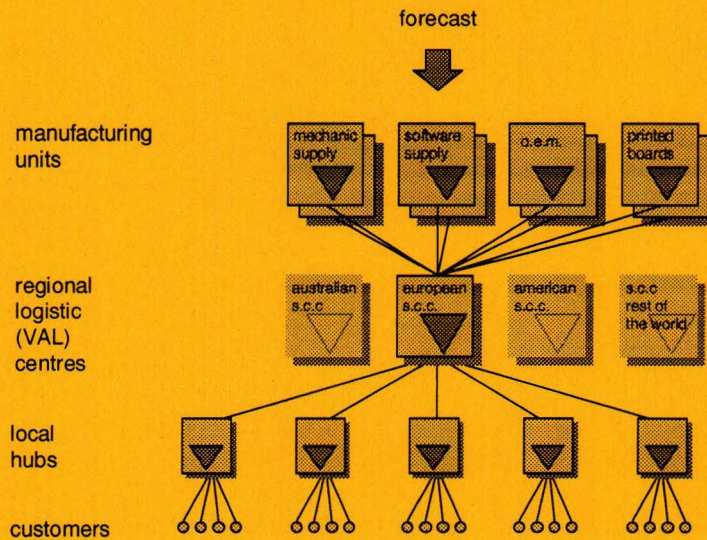 forecast
manufacturing
units
mechanic
supply
software
supply
o.e.m.
printed
boards
regional
logistic
(VAL)
centres
australian
s.c.c
european
s.c.c.
american
s.c.c.
s.c.c
rest of
the world
local
hubs
customers